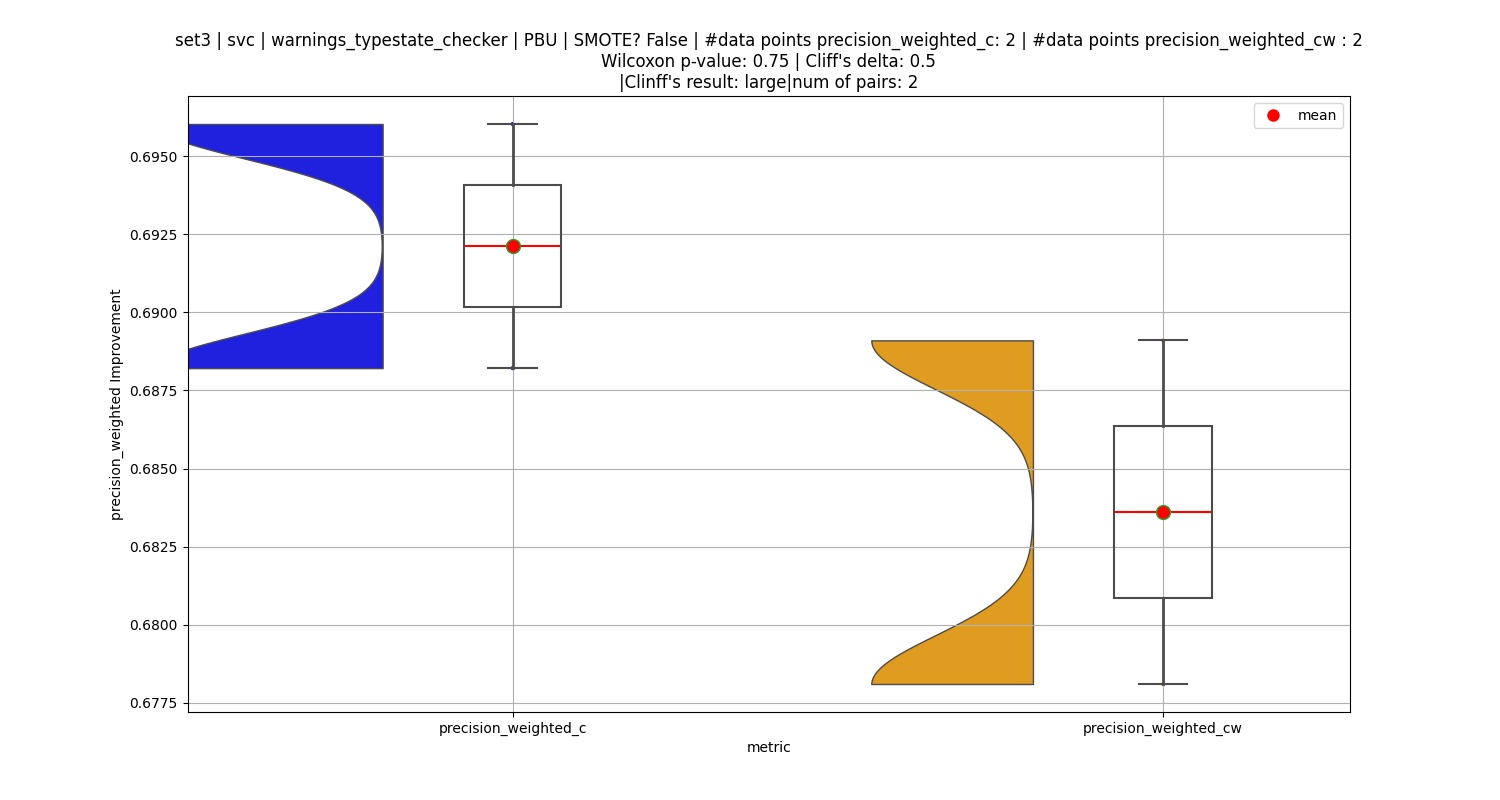 set3 | svc | warnings_typestate_checker | PBU | SMOTE? False | #data points precision_weighted_c: 2 | #data points precision_weighted_cw : 2
Wilcoxon p-value: 0.75 | Cliff's delta: 0.5
|Clinff's result: large|num of pairs: 2
mean
0.6950
0.6925
0.6900
0.6875
0.6850
0.6825
0.6800
0.6775
precision_weighted Improvement
precision_weighted_c
precision_weighted_cw
metric